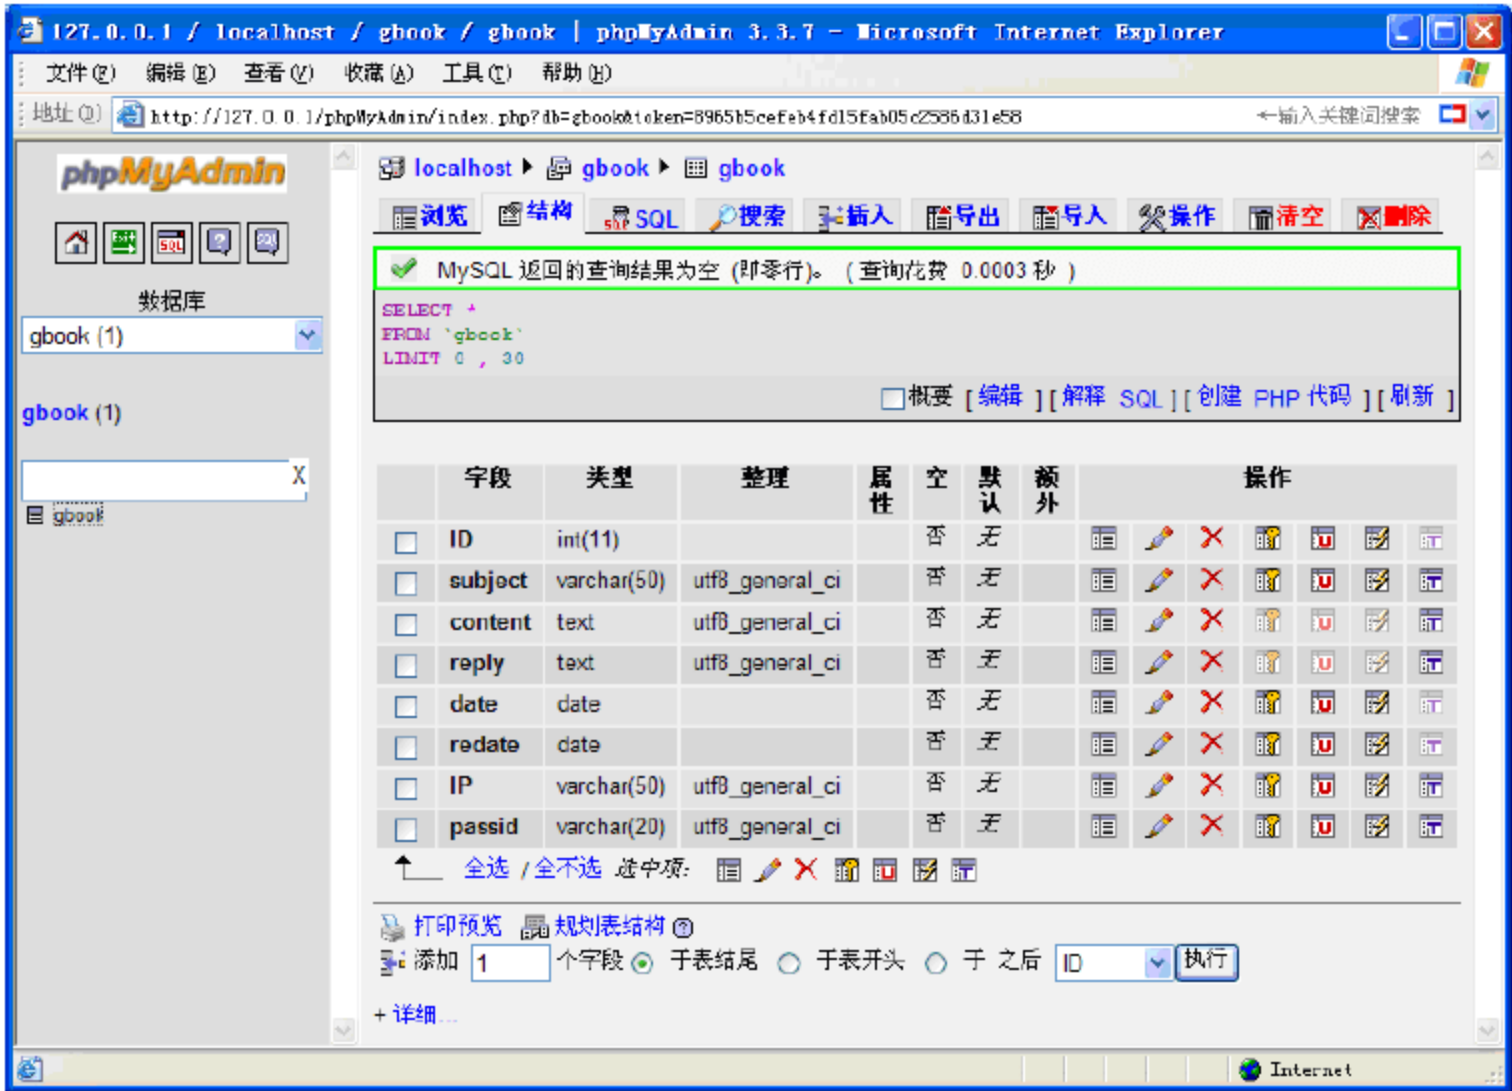 127.0.0.1 / localhost / gbook / gbook | phpMyAdmin 3.3.7 - Microsoft Internet Explorer
文件(F) 编辑(E) 查看(V) 收藏(A) 工具(T) 帮助(H)
地址(D) http://127.0.0.1/phpMyAdmin/index.php?db=gbook&token=8965b5cefeb4fd15fab05c2586d31e58 ←输入关键词搜索
phpMyAdmin
SQL
SQL
数据库
gbook (1)
gbook (1)
X
gbook
localhost gbook gbook
浏览 结构 SQL 搜索 插入 导出 导入 操作 清空 删除
MySQL 返回的查询结果为空 (即零行)。 (查询花费 0.0003 秒)
SELECT *
FROM `gbook`
LIMIT 0 , 30
概要 [ 编辑 ] [ 解释 SQL ] [ 创建 PHP 代码 ] [ 刷新 ]
字段 类型 整理 属性 空 默认 额外 操作
ID int(11) 否 无
subject varchar(50) utf8_general_ci 否 无
content text utf8_general_ci 否 无
reply text utf8_general_ci 否 无
date date 否 无
redate date 否 无
IP varchar(50) utf8_general_ci 否 无
passid varchar(20) utf8_general_ci 否 无
全选 / 全不选 选中项:
打印预览 规划表结构
添加 1 个字段 于表结尾 于表开头 于 之后 ID 执行
+ 详细...
Internet